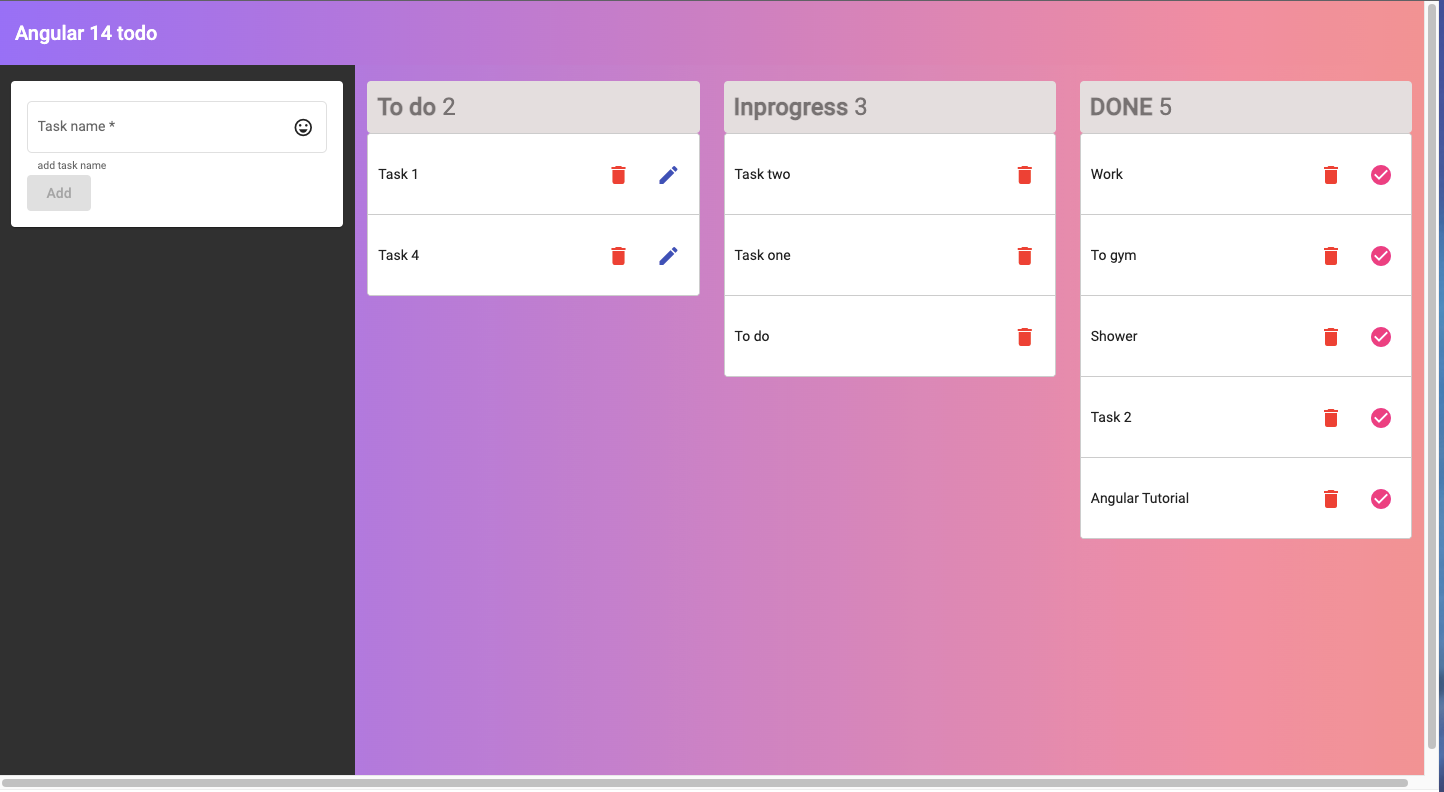 Angular 14 todo
Task name *
add task name
Add
To do 2
Task 1
Task 4
Inprogress 3
Task two
Task one
To do
DONE 5
Work
To gym
Shower
Task 2
Angular Tutorial